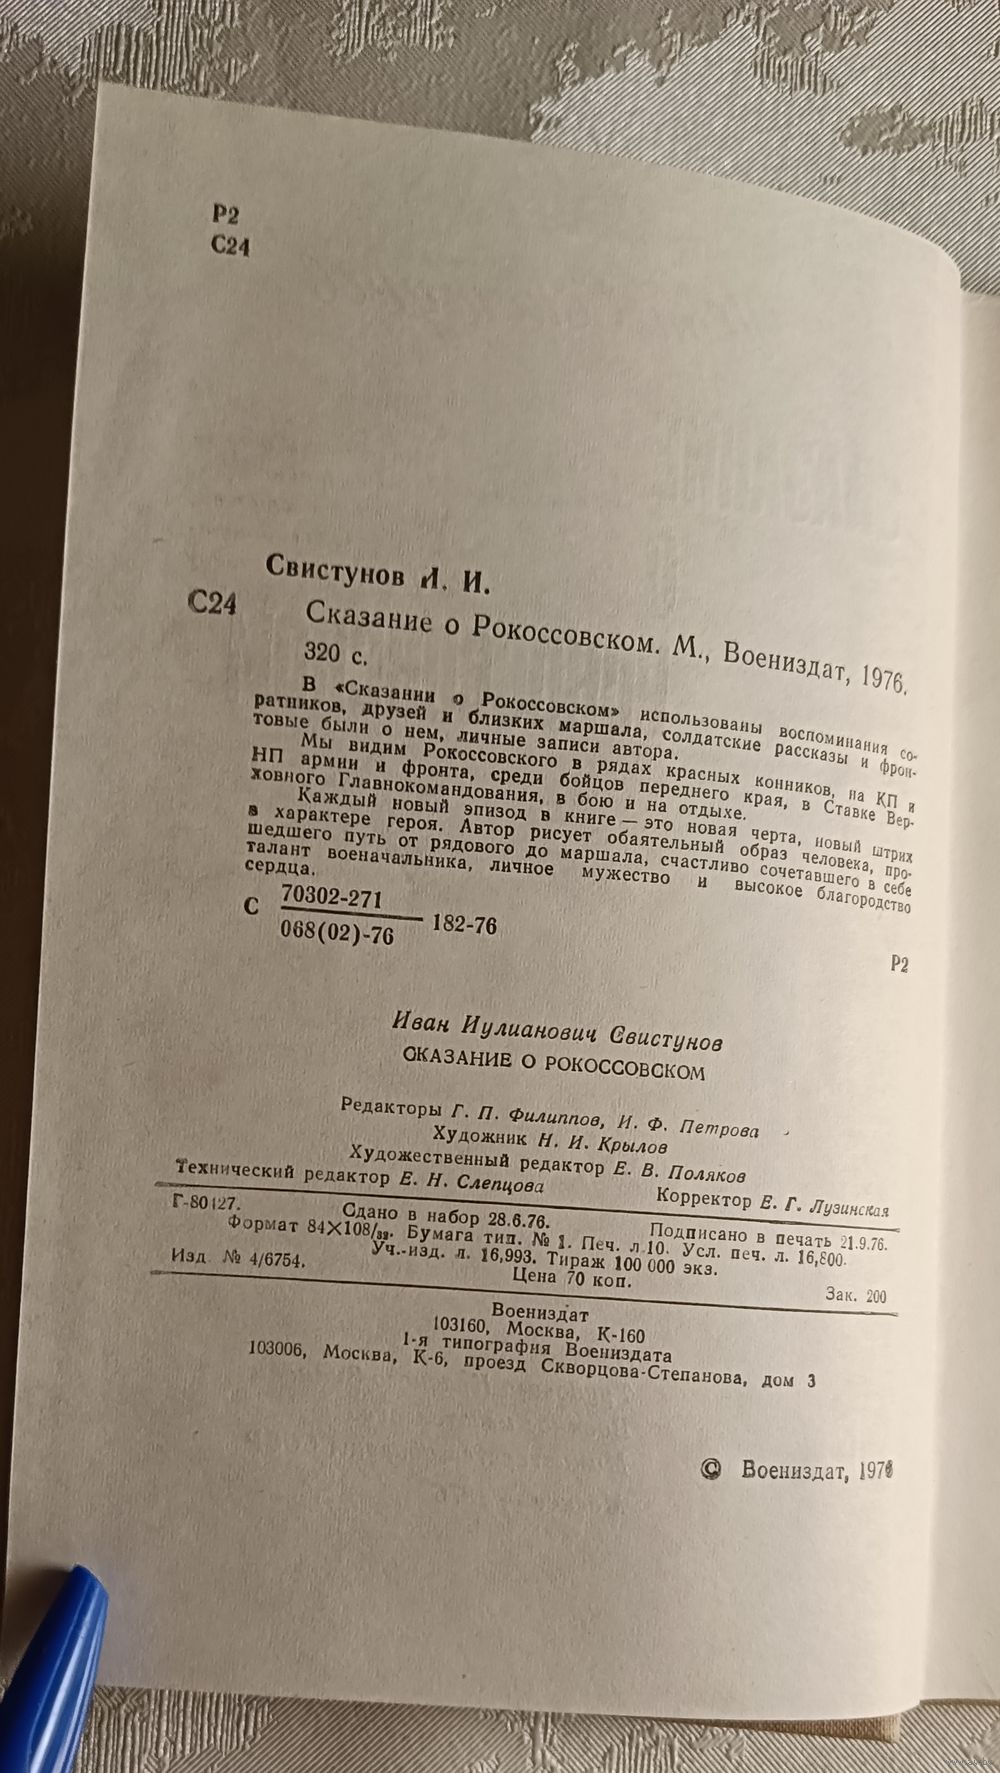 Р2
С24
Свистунов И. И.
С24
Сказание о Рокоссовском. М., Воениздат, 1976.
320 с.
В «Сказании о Рокоссовском» использованы воспоминания со-
ратников, друзей и близких маршала, солдатские рассказы и фрон-
товые были о нем, личные записи автора.
Мы видим Рокоссовского в рядах красных конников, на КП и
НП армии и фронта, среди бойцов переднего края, в Ставке Вер-
ховного Главнокомандования, в бою и на отдыхе.
Каждый новый эпизод в книге — это новая черта, новый штрих
в характере героя. Автор рисует обаятельный образ человека, про-
шедшего путь от рядового до маршала, счастливо сочетавшего в себе
талант военачальника, личное мужество и высокое благородство
сердца.
С 70302-271
068(02)-76 182-76
Р2
Иван Иулианович Свистунов
СКАЗАНИЕ О РОКОССОВСКОМ
Редакторы Г. П. Филиппов, И. Ф. Петрова
Художник Н. И. Крылов
Художественный редактор Е. В. Поляков
Технический редактор Е. Н. Слепцова Корректор Е. Г. Лузинская
Г-80127. Сдано в набор 28.6.76. Подписано в печать 21.9.76.
Формат 84×108/32. Бумага тип. № 1. Печ. л 10. Усл. печ. л. 16,800.
Уч.-изд. л. 16,993. Тираж 100 000 экз.
Изд. № 4/6754. Цена 70 коп. Зак. 200
Воениздат
103160, Москва, К-160
1-я типография Воениздата
103006, Москва, К-6, проезд Скворцова-Степанова, дом 3
© Воениздат, 1976